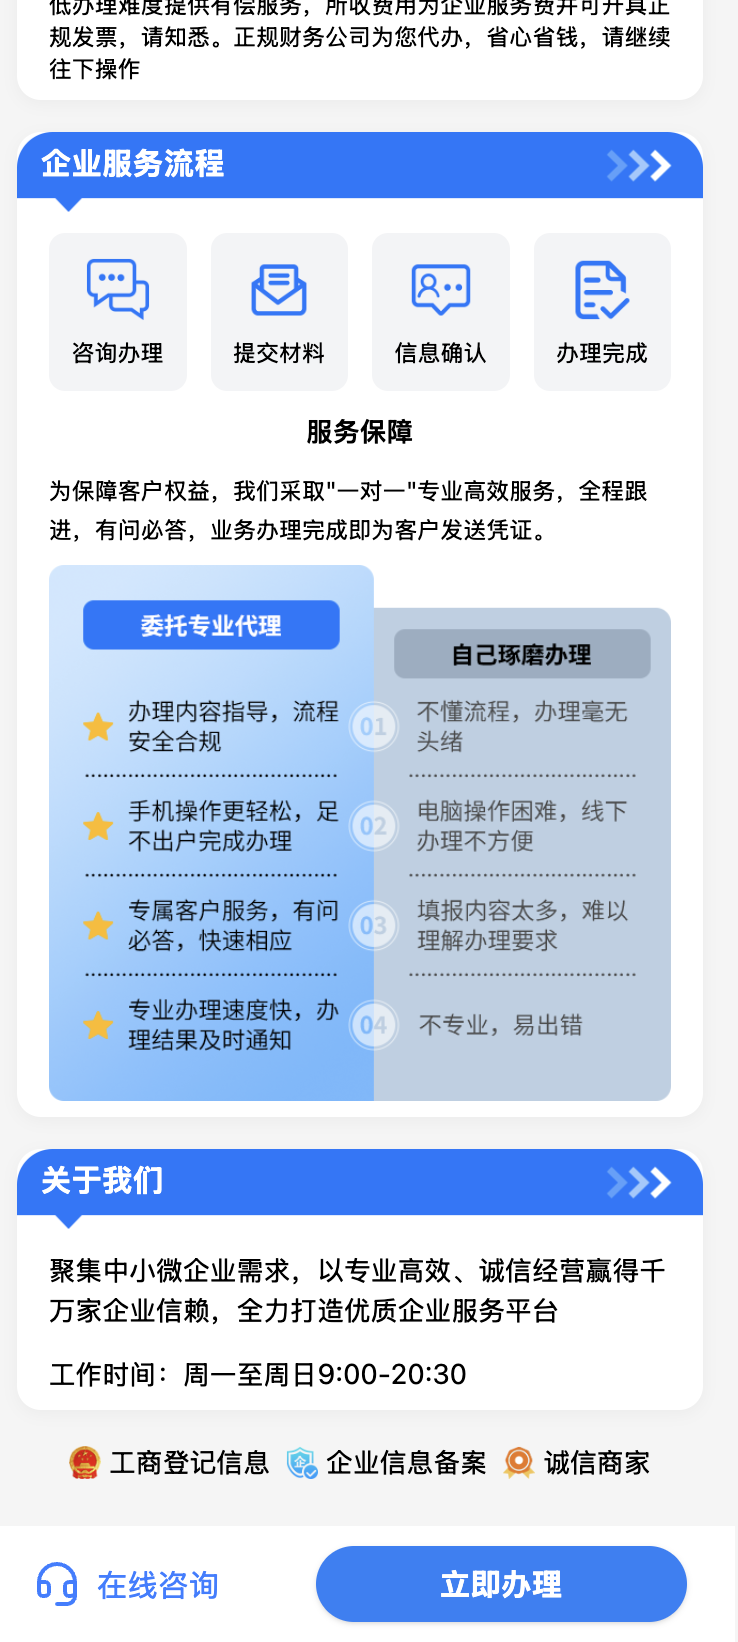 低办理难度提供有偿服务，所收费用为企业服务费并可开具正
规发票，请知悉。正规财务公司为您代办，省心省钱，请继续
往下操作
企业服务流程
咨询办理
提交材料
信息确认
办理完成
服务保障
为保障客户权益，我们采取"一对一"专业高效服务，全程跟
进，有问必答，业务办理完成即为客户发送凭证。
委托专业代理
自己琢磨办理
办理内容指导，流程
安全合规
01
不懂流程，办理毫无
头绪
手机操作更轻松，足
不出户完成办理
02
电脑操作困难，线下
办理不方便
专属客户服务，有问
必答，快速相应
03
填报内容太多，难以
理解办理要求
专业办理速度快，办
理结果及时通知
04
不专业，易出错
关于我们
聚集中小微企业需求，以专业高效、诚信经营赢得千
万家企业信赖，全力打造优质企业服务平台
工作时间：周一至周日9:00-20:30
工商登记信息
企
企业信息备案
诚信商家
在线咨询
立即办理